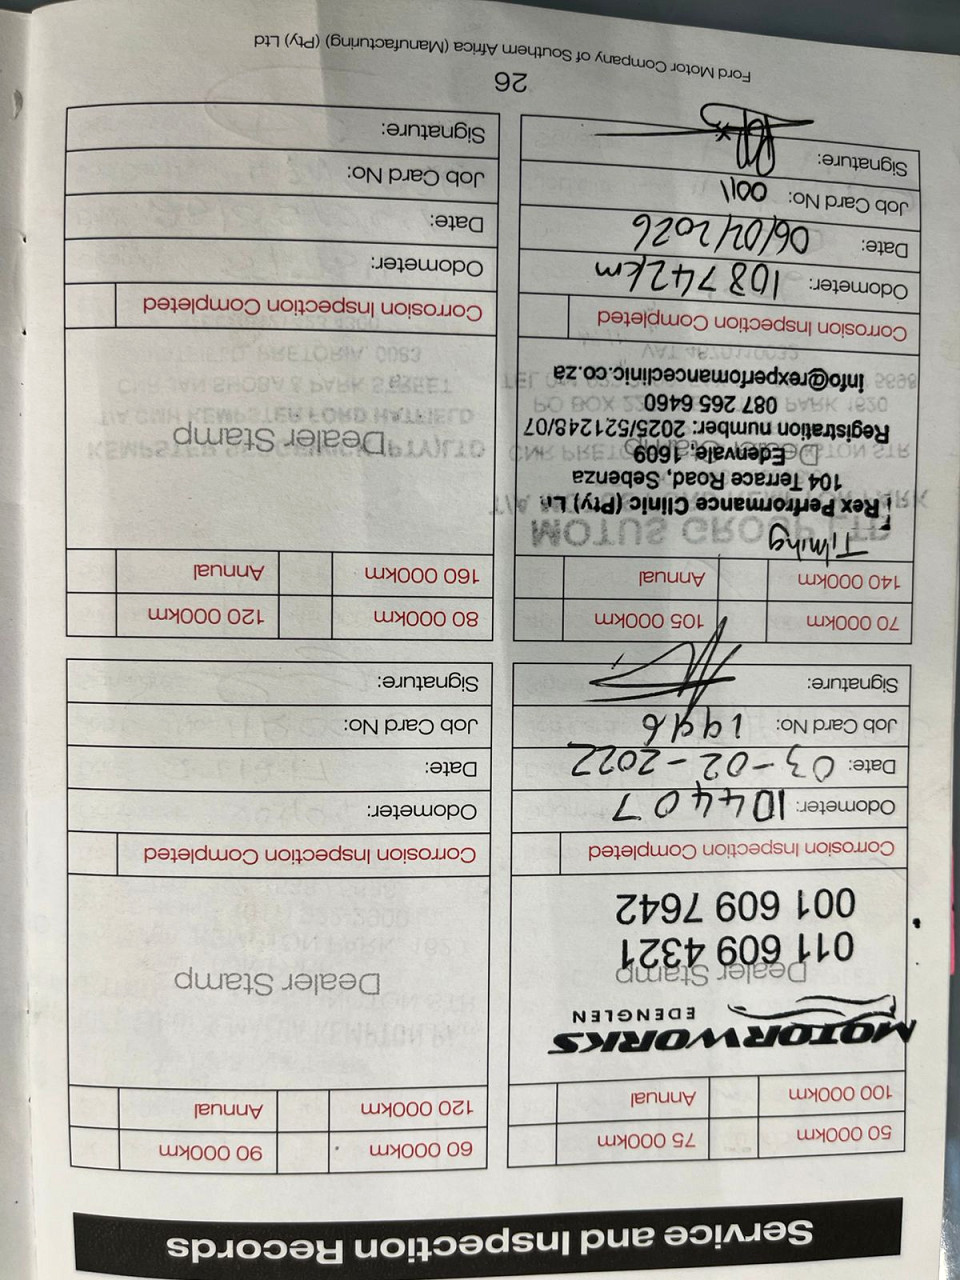 Service and Inspection Records
50 000km 75 000km
100 000km Annual
MOTORWORKS
EDENGLEN
Dealer Stamp
011 609 4321
001 609 7642
Corrosion Inspection Completed
Odometer: 104407
Date: 03-02-2022
Job Card No: 1996
Signature:
60 000km 90 000km
120 000km Annual
Dealer Stamp
Corrosion Inspection Completed
Odometer:
Date:
Job Card No:
Signature:
70 000km 105 000km
140 000km Annual
Timing
Rex Performance Clinic (Pty)
104 Terrace Road, Sebenza
Edenvale, 1609
Registration number: 2025/521248/07
087 265 6460
info@rexperfomanceclinic.co.za
Corrosion Inspection Completed
Odometer: 108742km
Date: 06/04/2026
Job Card No: 0011
Signature:
80 000km 120 000km
160 000km Annual
Dealer Stamp
Corrosion Inspection Completed
Odometer:
Date:
Job Card No:
Signature:
26
Ford Motor Company of Southern Africa (Manufacturing) (Pty) Ltd